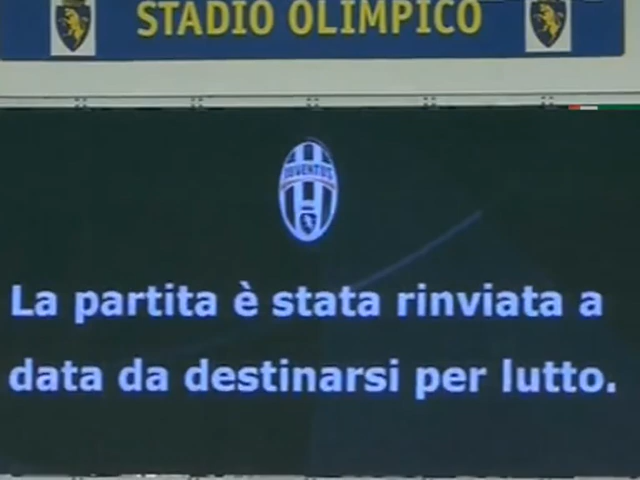 STADIO OLIMPICO
JUVENTUS
La partita è stata rinviata a
data da destinarsi per lutto.